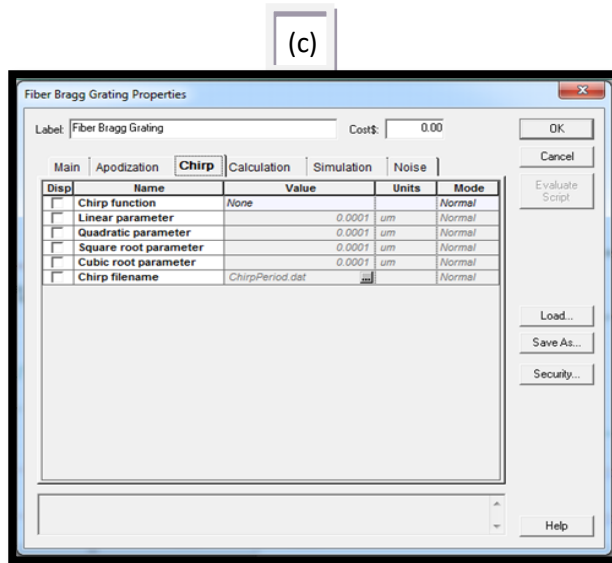 (c)
Fiber Bragg Grating Properties
Label: Fiber Bragg Grating Cost$: 0.00 OK
Cancel
Evaluate Script
Main Apodization Chirp Calculation Simulation Noise
Disp Name Value Units Mode
Chirp function None Normal
Linear parameter 0.0001 um Normal
Quadratic parameter 0.0001 um Normal
Square root parameter 0.0001 um Normal
Cubic root parameter 0.0001 um Normal
Chirp filename ChirpPeriod.dat ... Normal
Load...
Save As...
Security...
Help